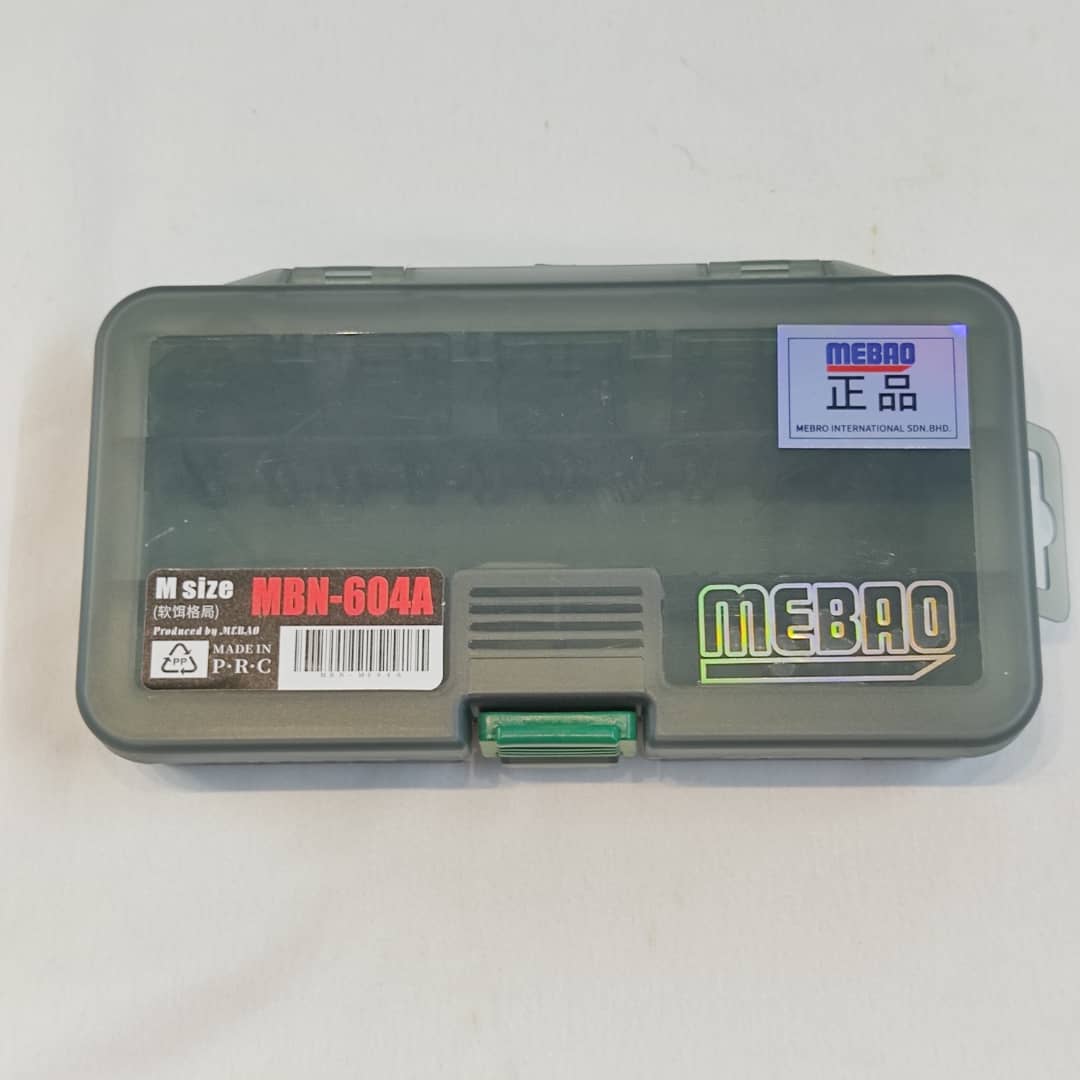 MEBAO
正品
MEBRO INTERNATIONAL SDN.BHD.
M size
MBN-604A
(软饵格局)
Produced by MEBAO
PP
MADE IN
P·R·C
MEBAO